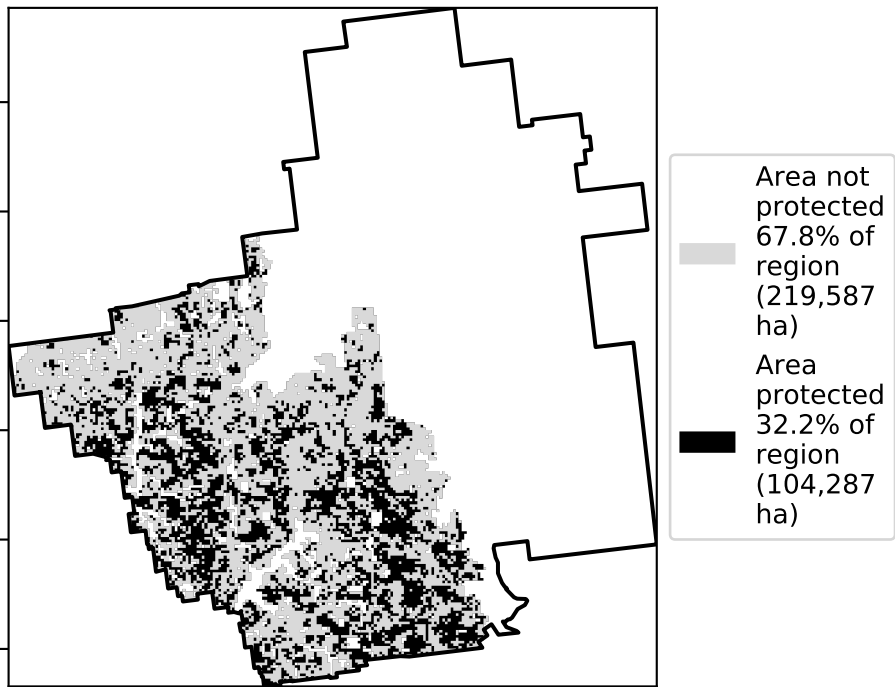 Area not
protected
67.8% of
region
(219,587
ha)
Area
protected
32.2% of
region
(104,287
ha)